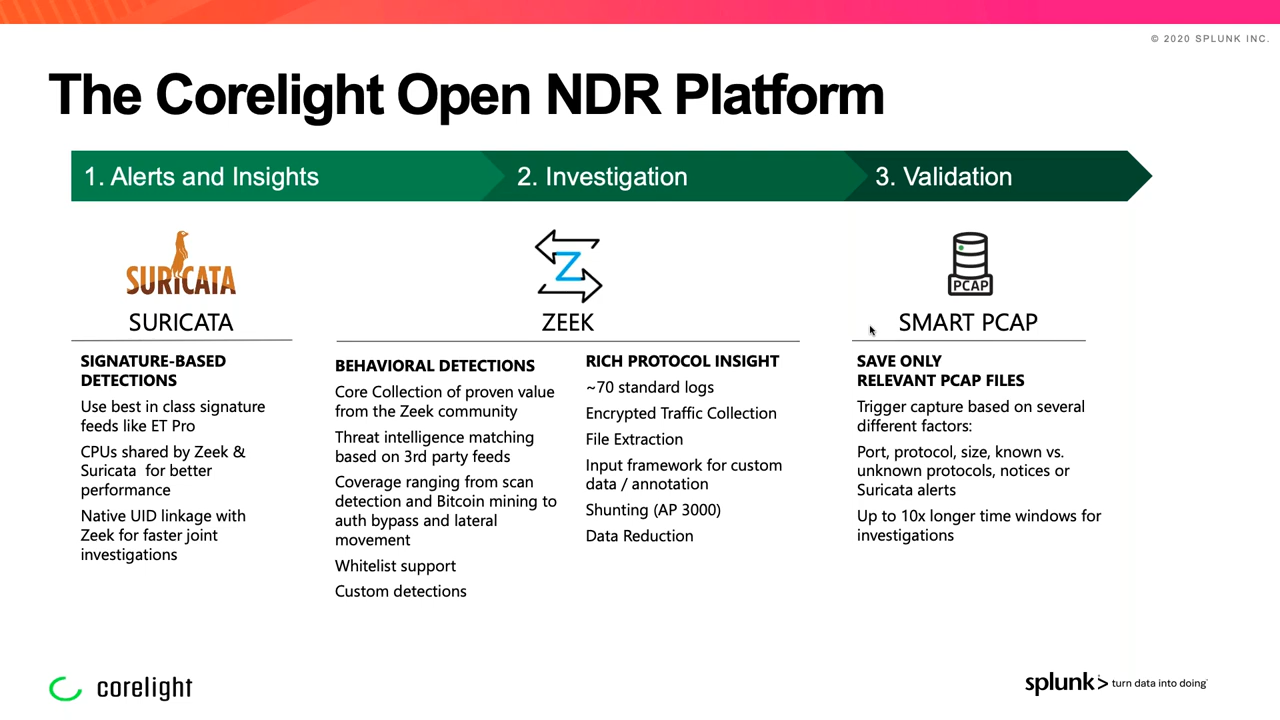 © 2020 SPLUNK INC.
The Corelight Open NDR Platform
1. Alerts and Insights
2. Investigation
3. Validation
SURICATA
SURICATA
SIGNATURE-BASED
DETECTIONS
Use best in class signature
feeds like ET Pro
CPUs shared by Zeek &
Suricata  for better
performance
Native UID linkage with
Zeek for faster joint
investigations
Z
ZEEK
BEHAVIORAL DETECTIONS
Core Collection of proven value
from the Zeek community
Threat intelligence matching
based on 3rd party feeds
Coverage ranging from scan
detection and Bitcoin mining to
auth bypass and lateral
movement
Whitelist support
Custom detections
RICH PROTOCOL INSIGHT
~70 standard logs
Encrypted Traffic Collection
File Extraction
Input framework for custom
data / annotation
Shunting (AP 3000)
Data Reduction
PCAP
SMART PCAP
SAVE ONLY
RELEVANT PCAP FILES
Trigger capture based on several
different factors:
Port, protocol, size, known vs.
unknown protocols, notices or
Suricata alerts
Up to 10x longer time windows for
investigations
corelight
splunk> turn data into doing